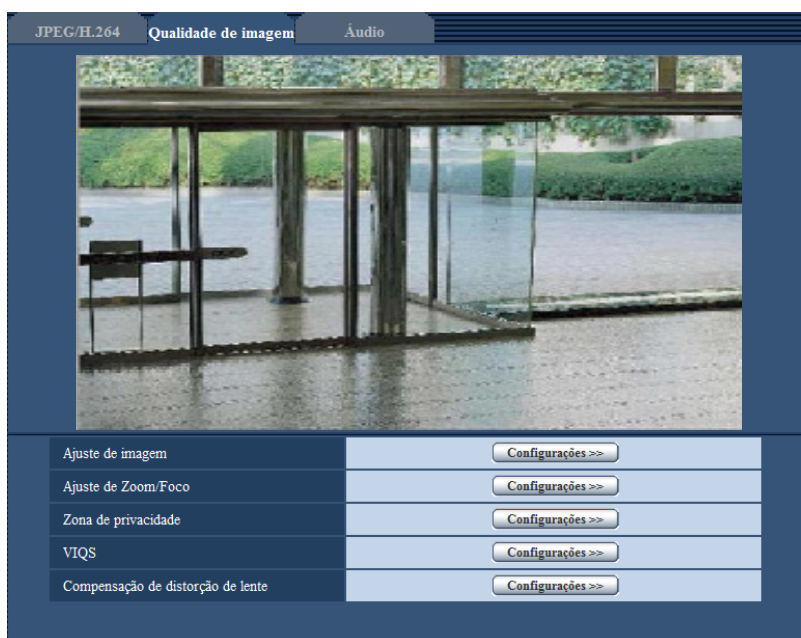 JPEG/H.264 Qualidade de imagem Áudio
Ajuste de imagem Configurações >>
Ajuste de Zoom/Foco Configurações >>
Zona de privacidade Configurações >>
VIQS Configurações >>
Compensação de distorção de lente Configurações >>